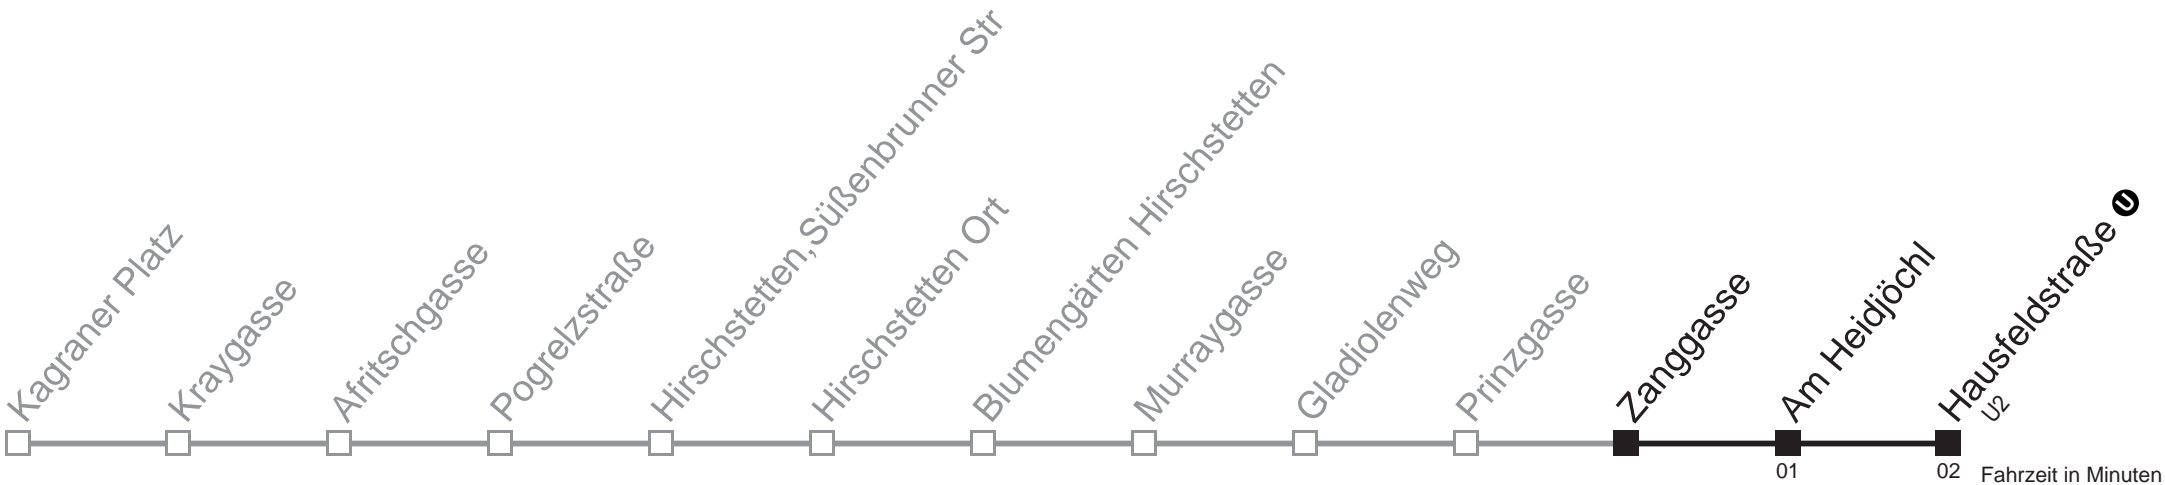 Kagraner Platz
Kraygasse
Afritschgasse
Pogrelzstraße
Hirschstetten,Süßenbrunner Str
Hirschstetten Ort
Blumengärten Hirschstetten
Murraygasse
Gladiolenweg
Prinzgasse
Zanggasse
Am Heidjöchl
Hausfeldstraße U
U2
01
02
Fahrzeit in Minuten